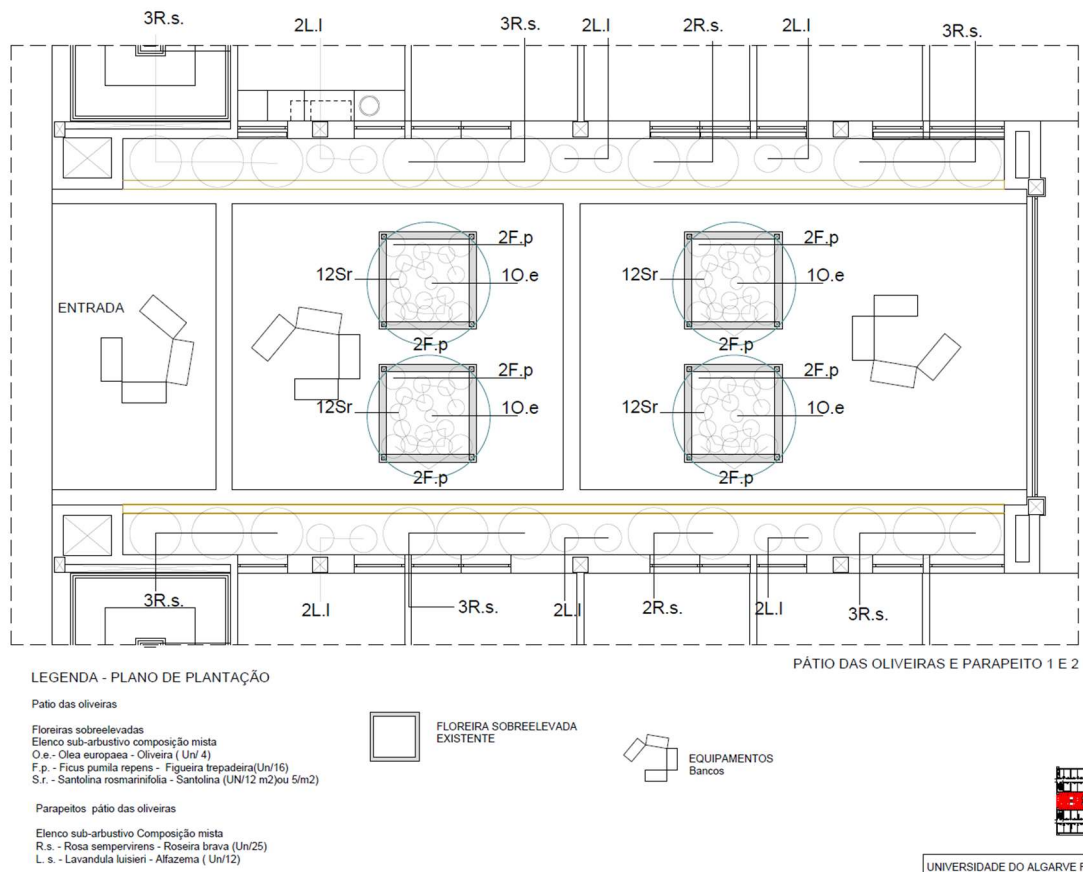 3R.s.
2L.l
3R.s.
2L.l
2R.s.
2L.l
3R.s.
ENTRADA
2F.p
2F.p
12Sr
1O.e
12Sr
1O.e
2F.p
2F.p
2F.p
2F.p
12Sr
1O.e
12Sr
1O.e
2F.p
2F.p
3R.s.
2L.l
3R.s.
2L.l
2R.s.
2L.l
3R.s.
PÁTIO DAS OLIVEIRAS E PARAPEITO 1 E 2
LEGENDA - PLANO DE PLANTAÇÃO
Patio das oliveiras
Floreiras sobreelevadas
Elenco sub-arbustivo composição mista
O.e.- Olea europaea - Oliveira ( Un/ 4)
F.p. - Ficus pumila repens - Figueira trepadeira(Un/16)
S.r. - Santolina rosmarinifolia - Santolina (UN/12 m2)ou 5/m2)
Parapeitos pátio das oliveiras
Elenco sub-arbustivo Composição mista
R.s. - Rosa sempervirens - Roseira brava (Un/25)
L. s. - Lavandula luisieri - Alfazema ( Un/12)
FLOREIRA SOBREELEVADA
EXISTENTE
EQUIPAMENTOS
Bancos
UNIVERSIDADE DO ALGARVE